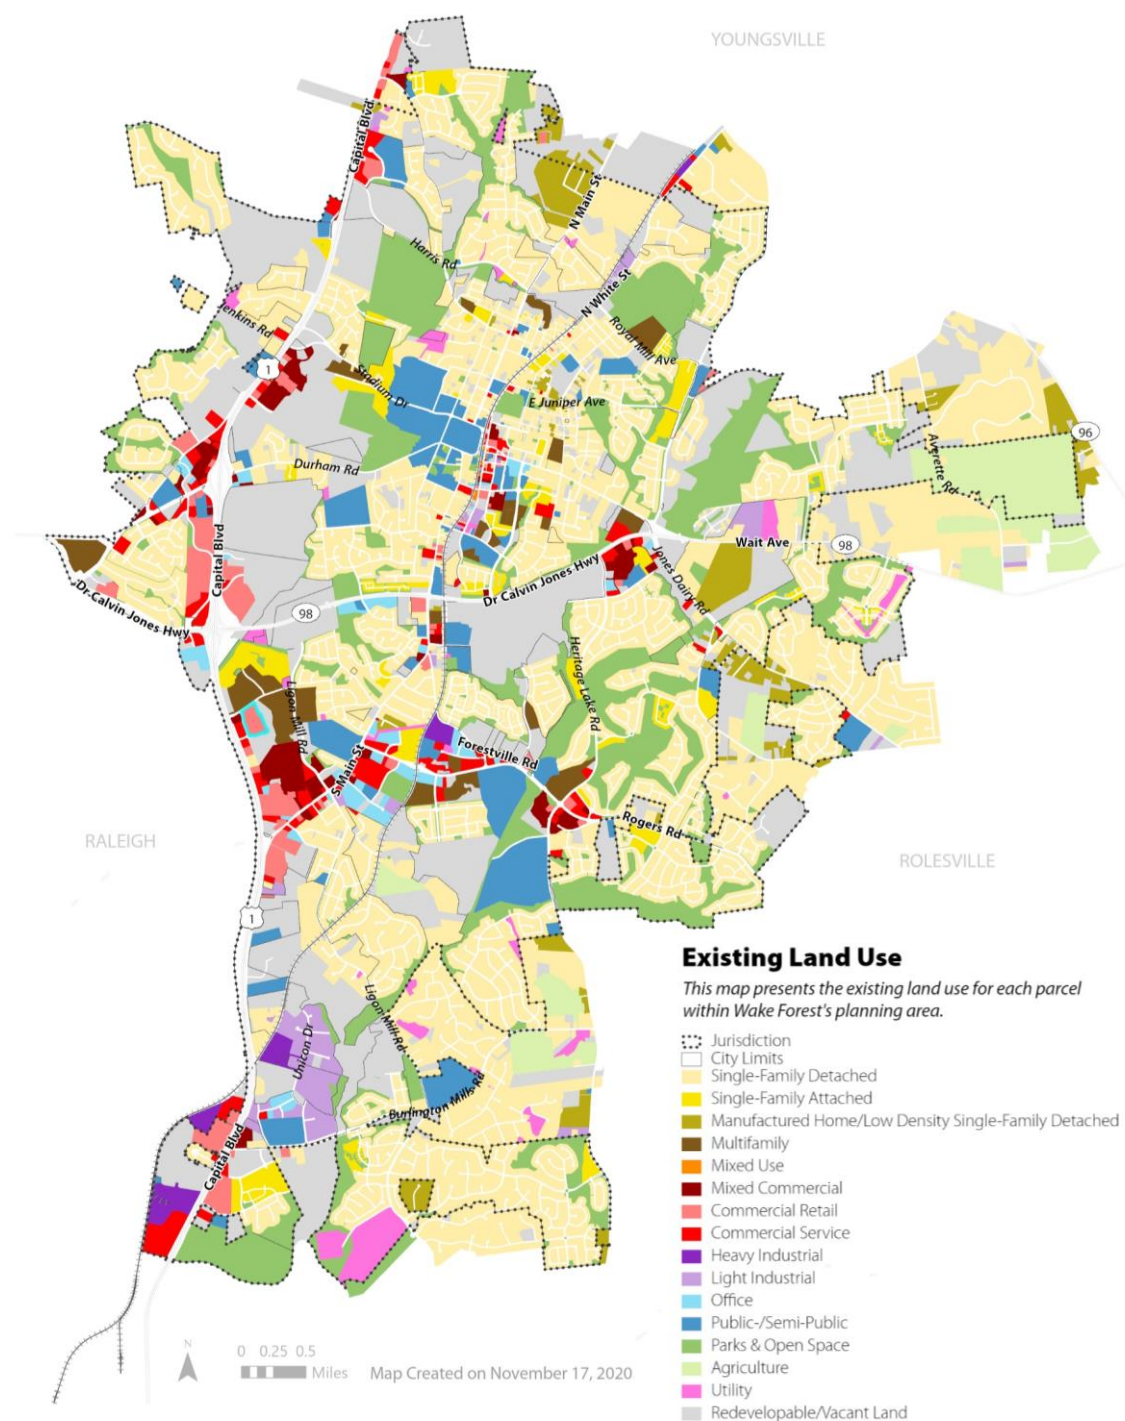 YOUNGSVILLE
Capital Blvd
N Main St
Harris Rd
N White St
Jenkins Rd
1
Royal Mill Ave
Stadium Dr
E Juniper Ave
96
Averette Rd
Durham Rd
Capital Blvd
Wait Ave
98
Dr Calvin Jones Hwy
Jones Dairy Rd
Dr Calvin Jones Hwy
98
Heritage Lake Rd
Ligon Mill Rd
Forestville Rd
S Main St
Rogers Rd
RALEIGH
ROLESVILLE
1
Ligon Mill Rd
Unicon Dr
Burlington Mills Rd
Capital Blvd
Existing Land Use
This map presents the existing land use for each parcel
within Wake Forest's planning area.
Jurisdiction
City Limits
Single-Family Detached
Single-Family Attached
Manufactured Home/Low Density Single-Family Detached
Multifamily
Mixed Use
Mixed Commercial
Commercial Retail
Commercial Service
Heavy Industrial
Light Industrial
Office
Public-/Semi-Public
Parks & Open Space
Agriculture
Utility
Redevelopable/Vacant Land
N
0 0.25 0.5
Miles
Map Created on November 17, 2020